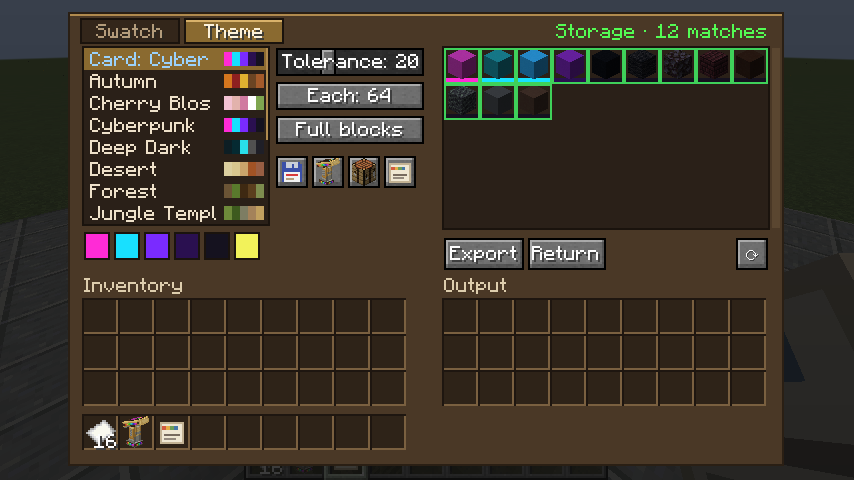 Swatch
Theme
Storage · 12 matches
Card: Cyber
Autumn
Cherry Blos
Cyberpunk
Deep Dark
Desert
Forest
Jungle Templ
Tolerance: 20
Each: 64
Full blocks
Export
Return
Inventory
Output
16
16